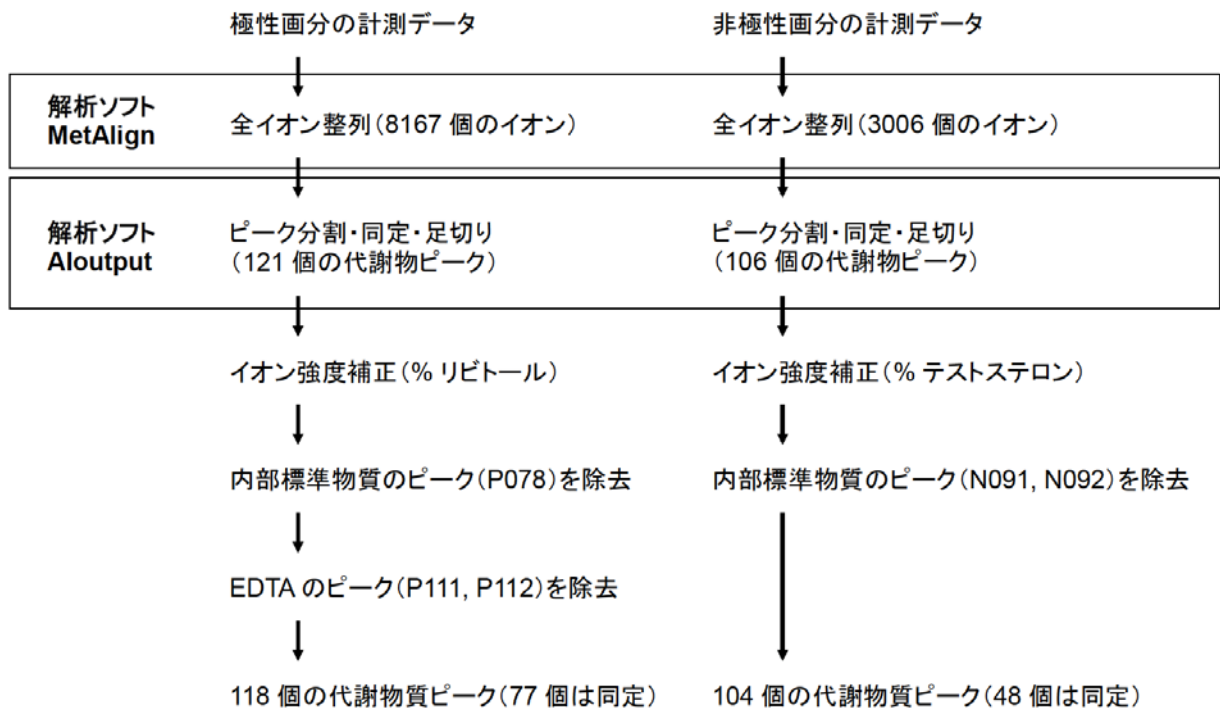 極性画分の計測データ
非極性画分の計測データ
解析ソフト
MetAlign
全イオン整列(8167 個のイオン)
全イオン整列(3006 個のイオン)
解析ソフト
AIoutput
ピーク分割・同定・足切り
(121 個の代謝物ピーク)
ピーク分割・同定・足切り
(106 個の代謝物ピーク)
イオン強度補正(% リビトール)
イオン強度補正(% テストステロン)
内部標準物質のピーク(P078)を除去
内部標準物質のピーク(N091, N092)を除去
EDTA のピーク(P111, P112)を除去
118 個の代謝物質ピーク(77 個は同定)
104 個の代謝物質ピーク(48 個は同定)